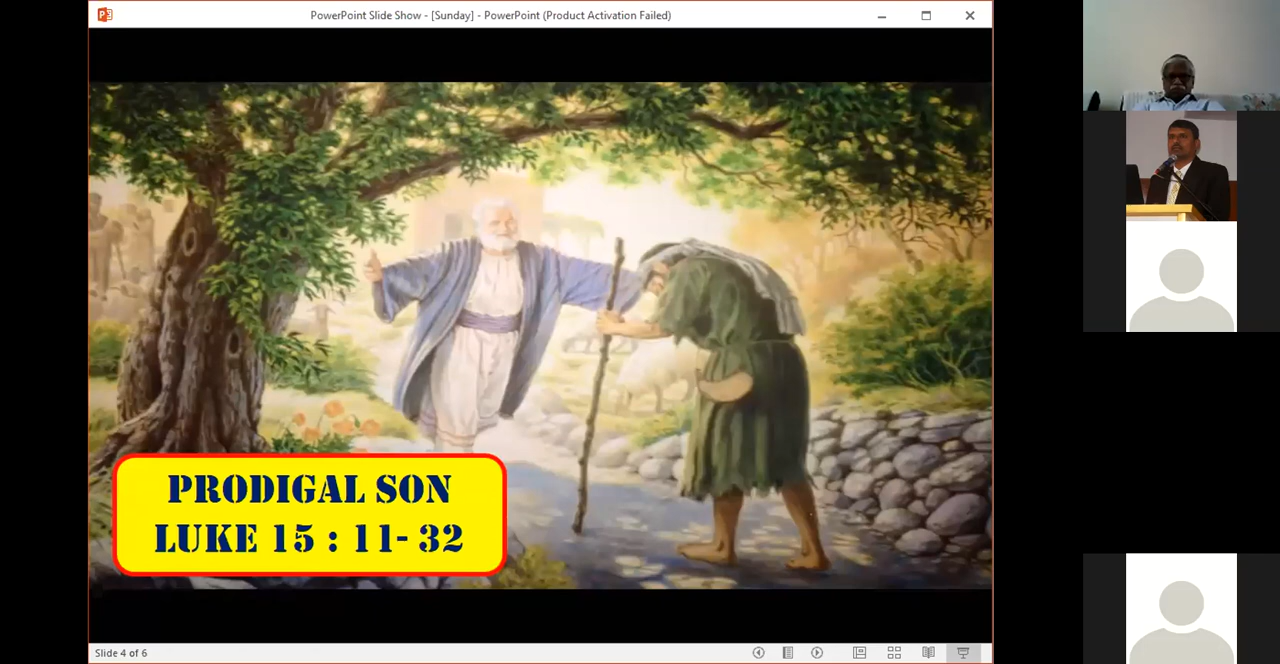 PowerPoint Slide Show - [Sunday] - PowerPoint (Product Activation Failed)
PRODIGAL SON
LUKE 15 : 11- 32
Slide 4 of 6